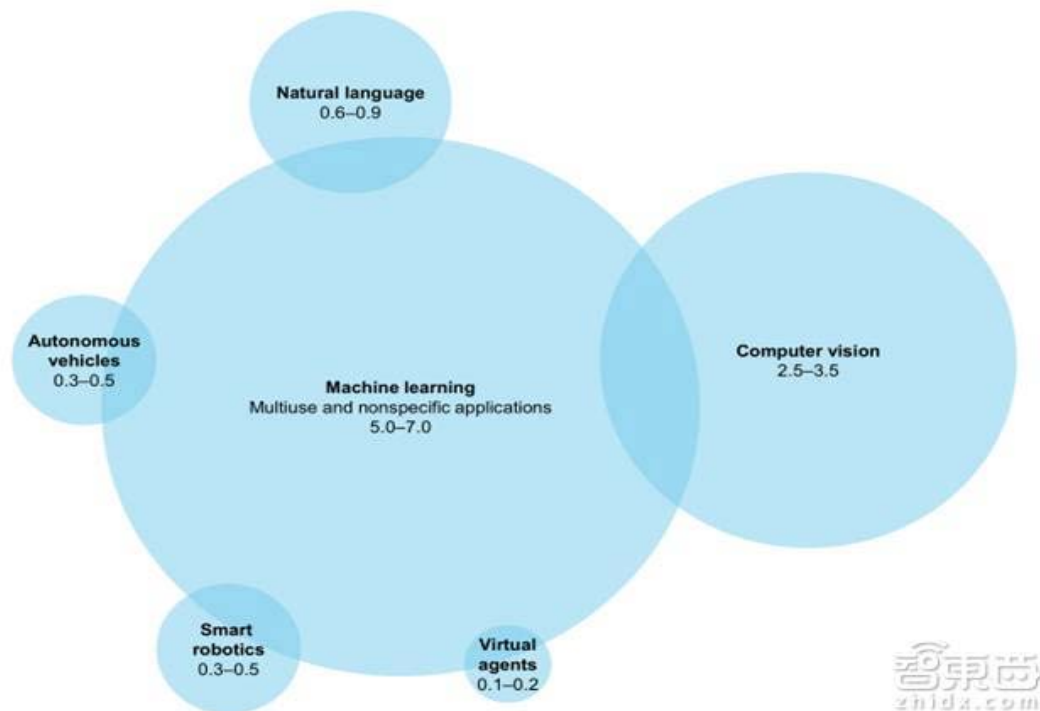 Natural language
0.6–0.9
Autonomous
vehicles
0.3–0.5
Machine learning
Multiuse and nonspecific applications
5.0–7.0
Computer vision
2.5–3.5
Smart
robotics
0.3–0.5
Virtual
agents
0.1–0.2
智東西
zhidx.com